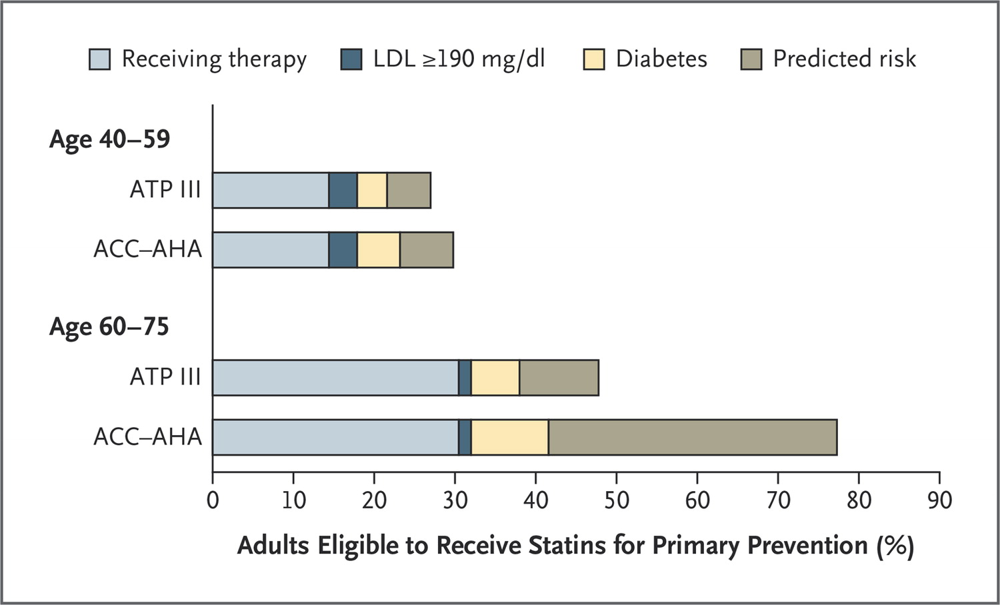 Receiving therapy LDL ≥190 mg/dl Diabetes Predicted risk
Age 40–59
ATP III
ACC–AHA
Age 60–75
ATP III
ACC–AHA
0 10 20 30 40 50 60 70 80 90
Adults Eligible to Receive Statins for Primary Prevention (%)